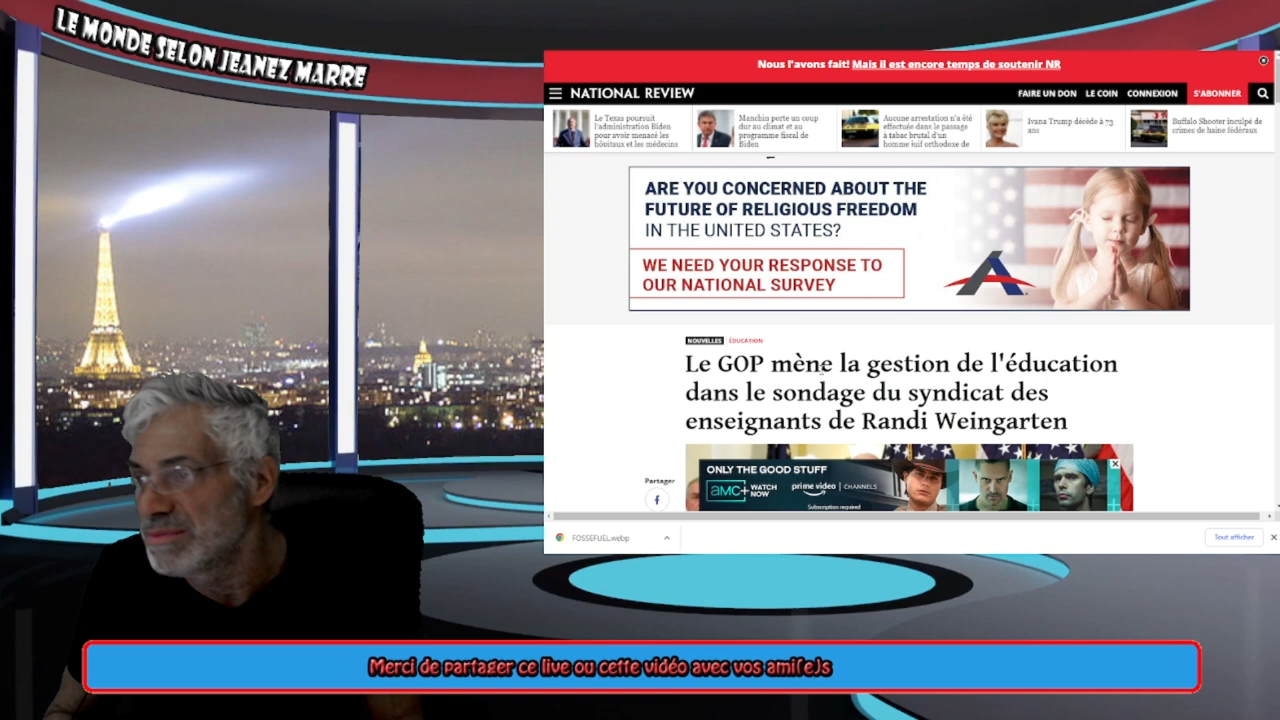 LE MONDE SELON JEANEZ MARRE
Nous l'avons fait! Mais il est encore temps de soutenir NR
NATIONAL REVIEW
FAIRE UN DON LE COIN CONNEXION S'ABONNER
Le Texas poursuit
l'administration Biden
pour avoir menacé les
hôpitaux et les médecins
Manchin porte un coup
dur au climat et au
programme fiscal de
Biden
Aucune arrestation n'a été
effectuée dans le passage
à tabac brutal d'un
homme juif orthodoxe de
Ivana Trump décède à 73
ans
Buffalo Shooter inculpé de
crimes de haine fédéraux
ARE YOU CONCERNED ABOUT THE
FUTURE OF RELIGIOUS FREEDOM
IN THE UNITED STATES?
WE NEED YOUR RESPONSE TO
OUR NATIONAL SURVEY
NOUVELLES ÉDUCATION
Le GOP mène la gestion de l'éducation
dans le sondage du syndicat des
enseignants de Randi Weingarten
Partager
ONLY THE GOOD STUFF
amc+ WATCH
NOW
prime video | CHANNELS
Subscription required
FOSSEFUEL.webp
Tout afficher
Merci de partager ce live ou cette vidéo avec vos ami(e)s